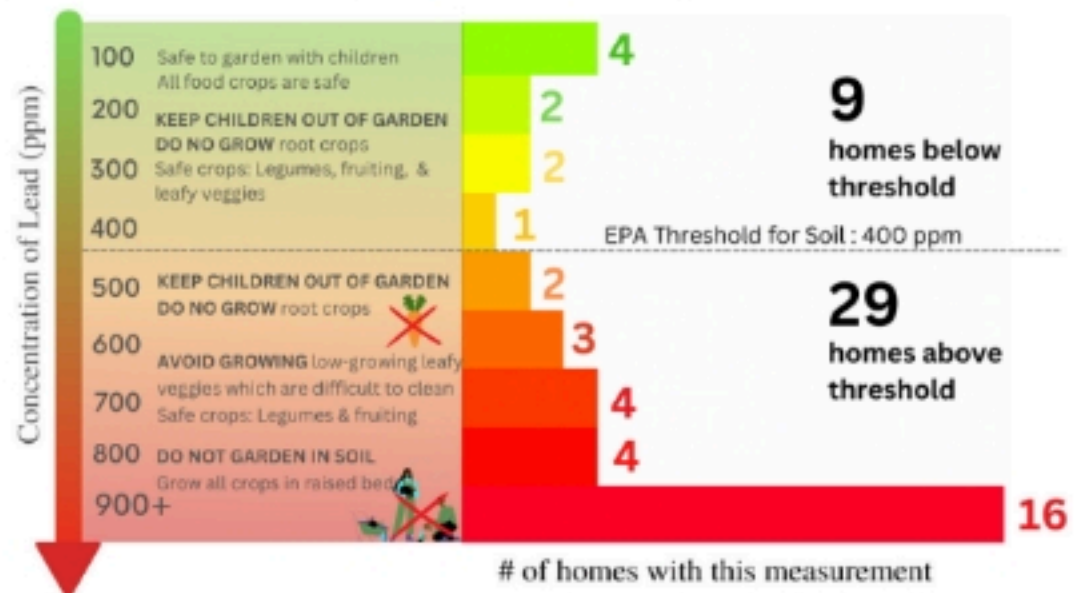 Concentration of Lead (ppm)
100
Safe to garden with children
All food crops are safe
200
KEEP CHILDREN OUT OF GARDEN
DO NO GROW root crops
300
Safe crops: Legumes, fruiting, &
leafy veggies
400
500
KEEP CHILDREN OUT OF GARDEN
DO NO GROW root crops
600
AVOID GROWING low-growing leafy
veggies which are difficult to clean
700
Safe crops: Legumes & fruiting
800
DO NOT GARDEN IN SOIL
Grow all crops in raised bed
900+
4
2
2
1
2
3
4
4
16
9
homes below
threshold
EPA Threshold for Soil : 400 ppm
29
homes above
threshold
# of homes with this measurement